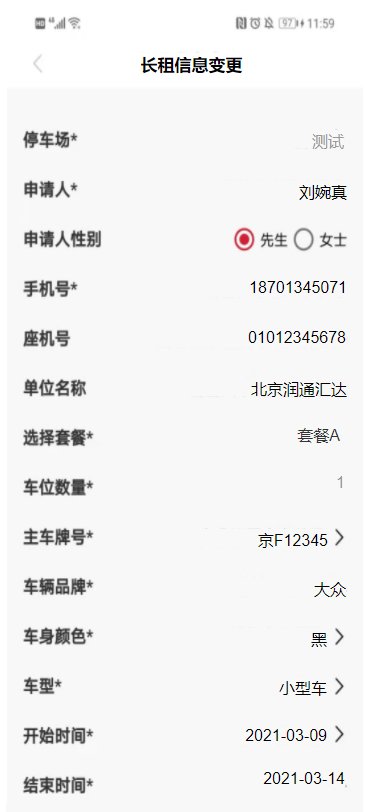 HD 4G 97 11:59
长租信息变更
停车场* 测试
申请人* 刘婉真
申请人性别 先生 女士
手机号* 18701345071
座机号 01012345678
单位名称 北京润通汇达
选择套餐* 套餐A
车位数量* 1
主车牌号* 京F12345
车辆品牌* 大众
车身颜色* 黑
车型* 小型车
开始时间* 2021-03-09
结束时间* 2021-03-14